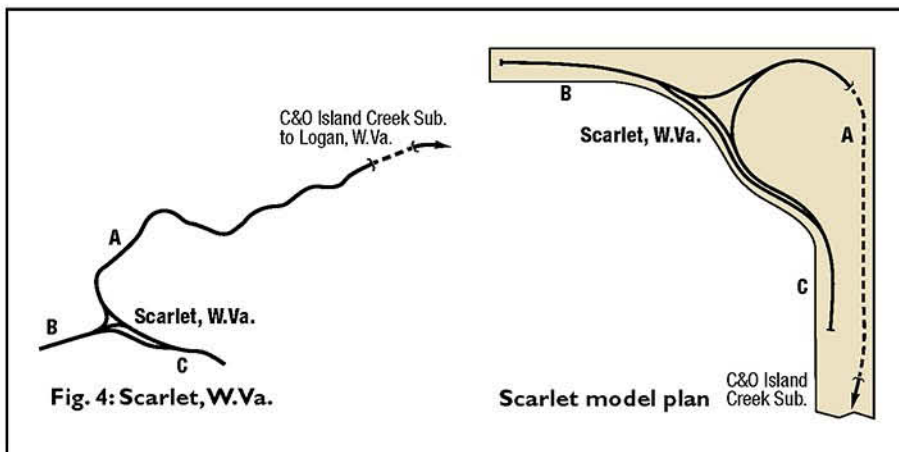 C&O Island Creek Sub.
to Logan, W.Va.
A
B
Scarlet, W.Va.
C
Fig. 4: Scarlet, W.Va.
B
Scarlet, W.Va.
A
C
C&O Island
Creek Sub.
Scarlet model plan